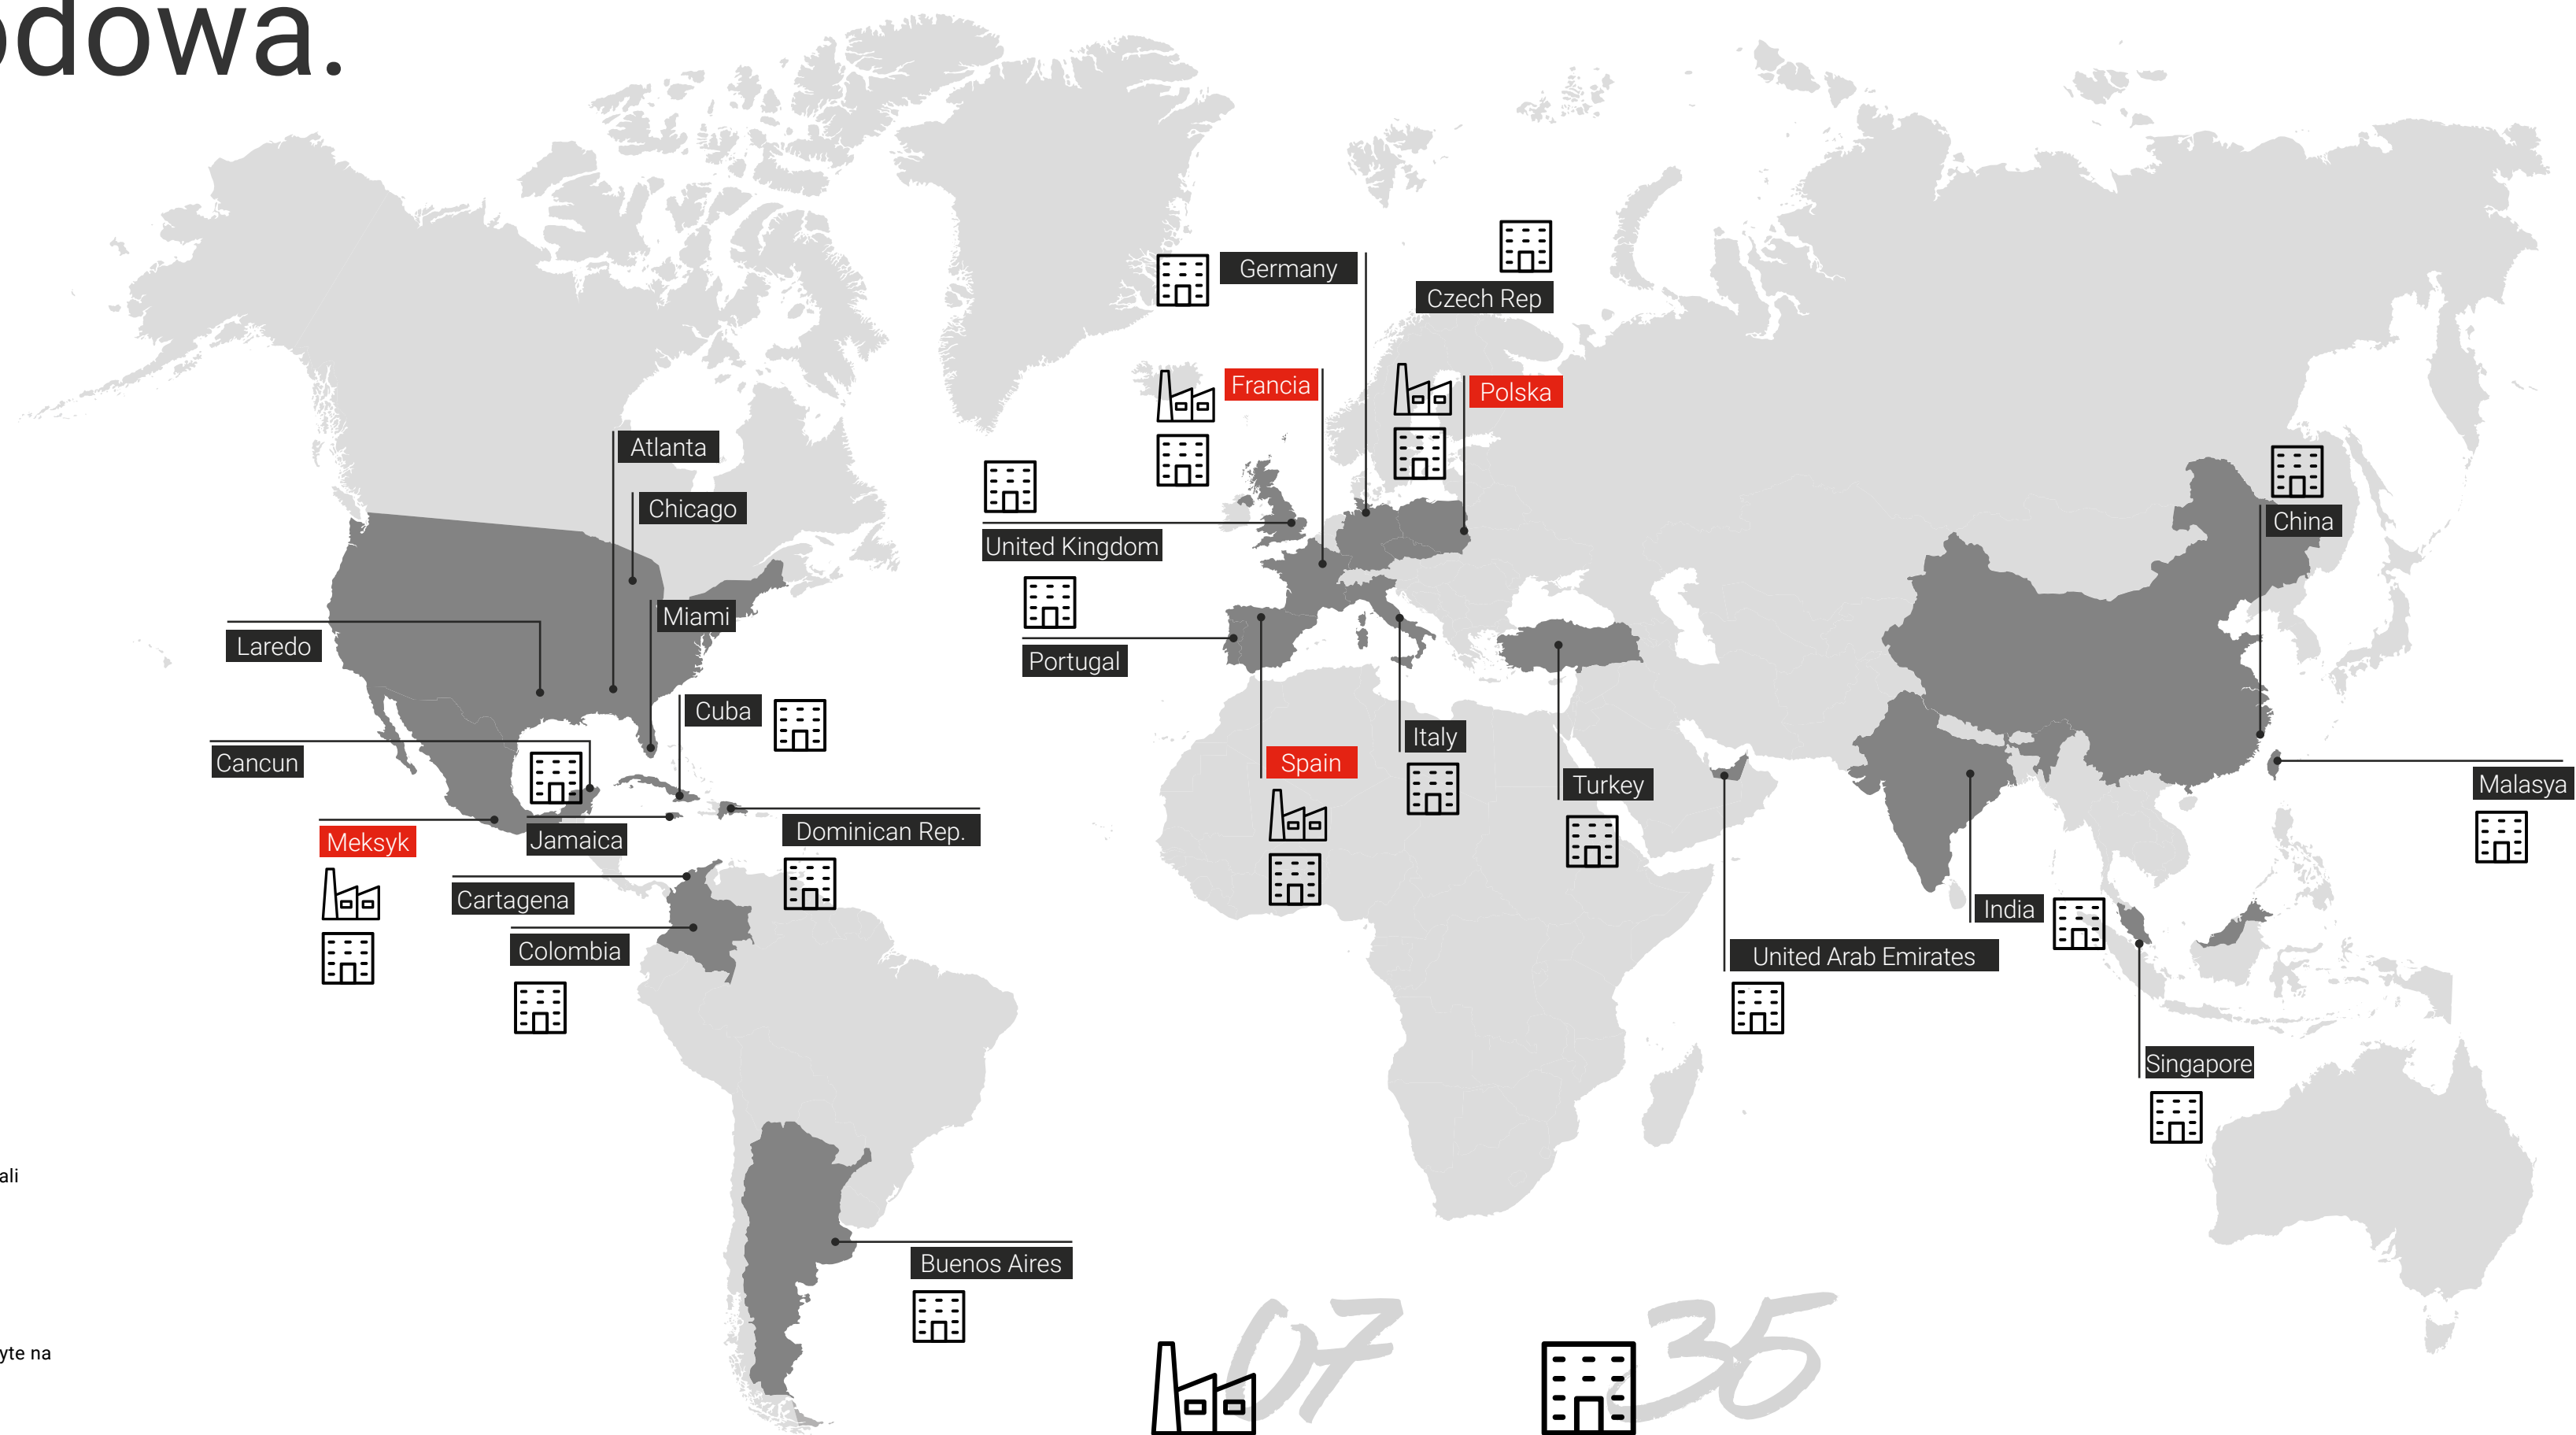 odowa.
Germany
Czech Rep
Francia
Polska
Atlanta
Chicago
United Kingdom
China
Miami
Laredo
Portugal
Cuba
Italy
Cancun
Spain
Turkey
Malasya
Meksyk
Jamaica
Dominican Rep.
Cartagena
India
Colombia
United Arab Emirates
Singapore
ali
Buenos Aires
yte na
07
35